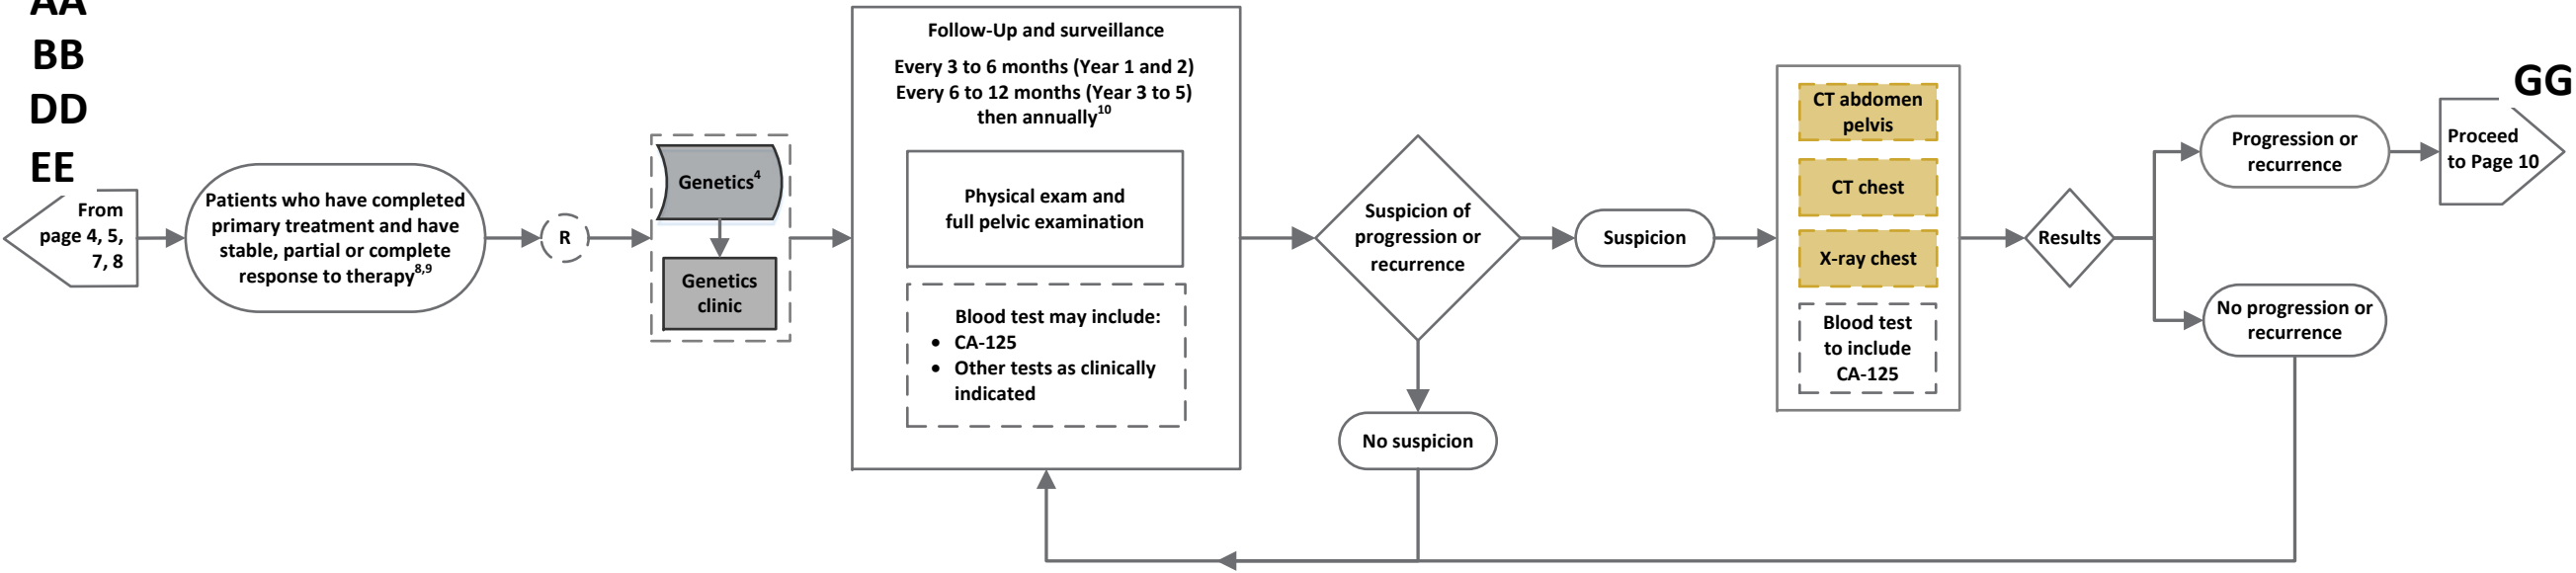 AA
BB
DD
EE
From
page 4, 5,
7, 8
Patients who have completed
primary treatment and have
stable, partial or complete
response to therapy8,9
R
Genetics4
Genetics
clinic
Follow-Up and surveillance
Every 3 to 6 months (Year 1 and 2)
Every 6 to 12 months (Year 3 to 5)
then annually10
Physical exam and
full pelvic examination
Blood test may include:
• CA-125
• Other tests as clinically
indicated
Suspicion of
progression or
recurrence
No suspicion
Suspicion
CT abdomen
pelvis
CT chest
X-ray chest
Blood test
to include
CA-125
Results
Progression or
recurrence
No progression or
recurrence
GG
Proceed
to Page 10